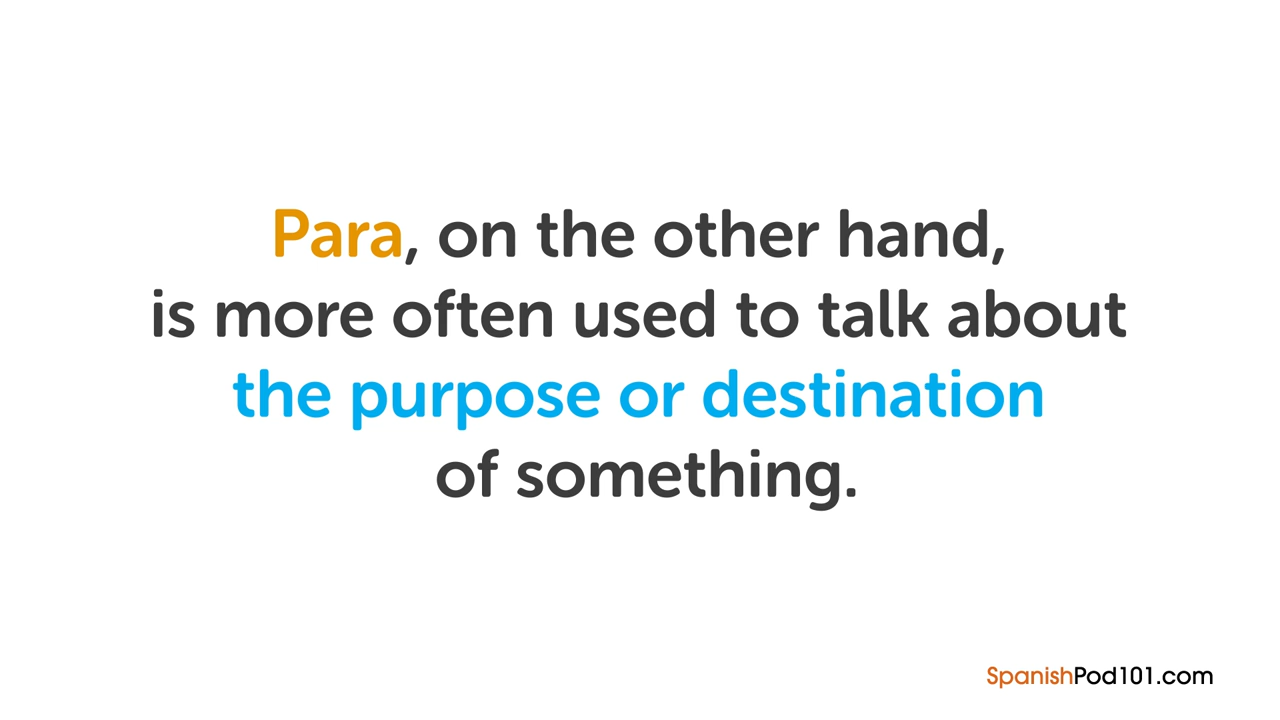 Para, on the other hand,
is more often used to talk about
the purpose or destination
of something.
SpanishPod101.com